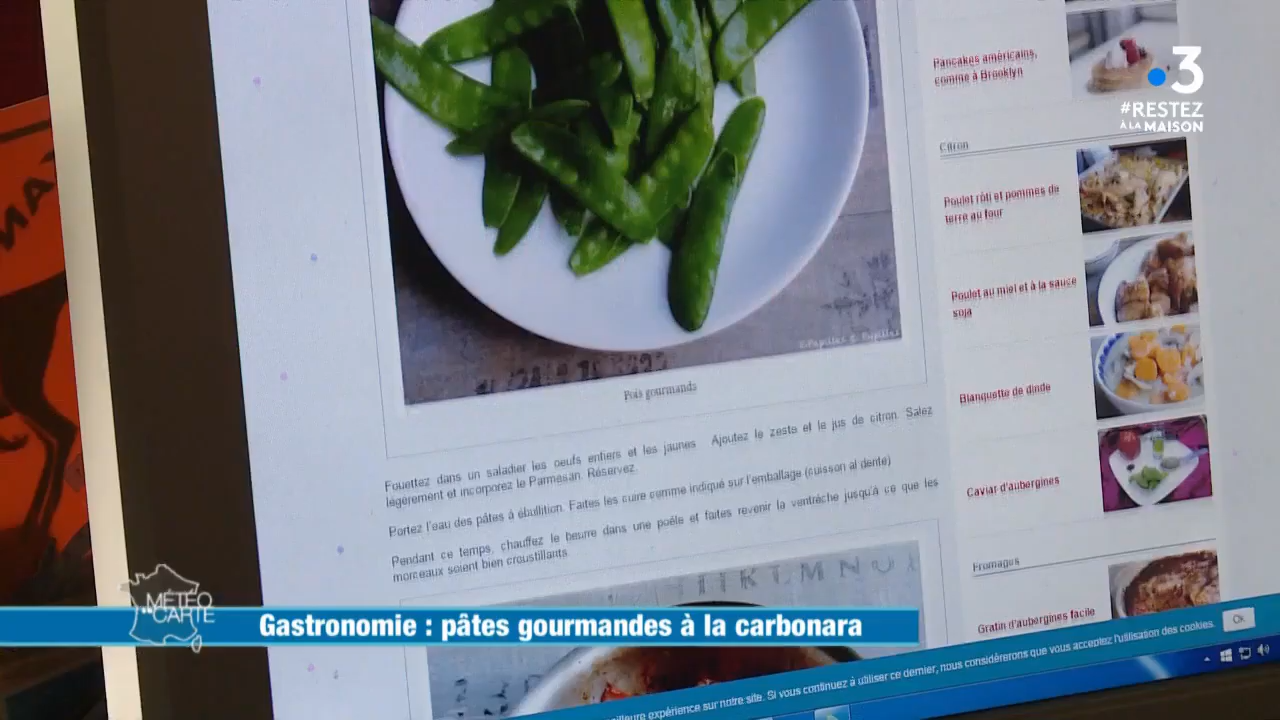 3
#RESTEZ
À LA MAISON
Pancakes américains,
comme à Brooklyn
Citron
Poulet rôti et pommes de
terre au four
Poulet au miel et à la sauce
soja
Blanquette de dinde
Caviar d'aubergines
Fromages
Gratin d'aubergines facile
Pois gourmands
Fouettez dans un saladier les oeufs entiers et les jaunes. Ajoutez le zeste et le jus de citron. Salez
légèrement et incorporez le Parmesan. Réservez.
Portez l'eau des pâtes à ébullition. Faites les cuire comme indiqué sur l'emballage (cuisson al dente)
Pendant ce temps, chauffez le beurre dans une poêle et faites revenir la ventrèche jusqu'à ce que les
morceaux soient bien croustillants.
MÉTÉO
À LA CARTE
Gastronomie : pâtes gourmandes à la carbonara
expérience sur notre site. Si vous continuez à utiliser ce dernier, nous considérerons que vous acceptez l'utilisation des cookies.
Ok